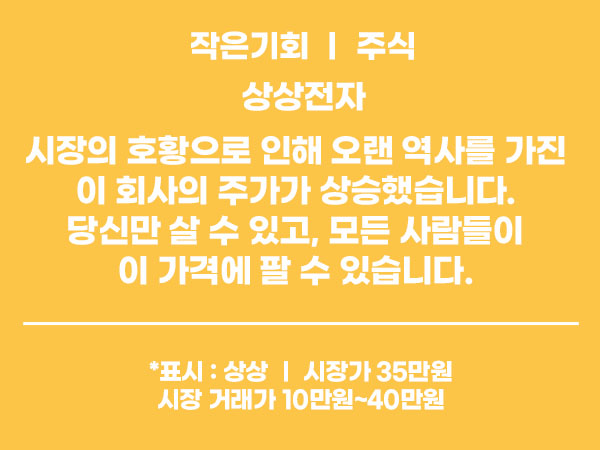 작은기회 | 주식
상상전자
시장의 호황으로 인해 오랜 역사를 가진
이 회사의 주가가 상승했습니다.
당신만 살 수 있고, 모든 사람들이
이 가격에 팔 수 있습니다.
*표시 : 상상 | 시장가 35만원
시장 거래가 10만원~40만원